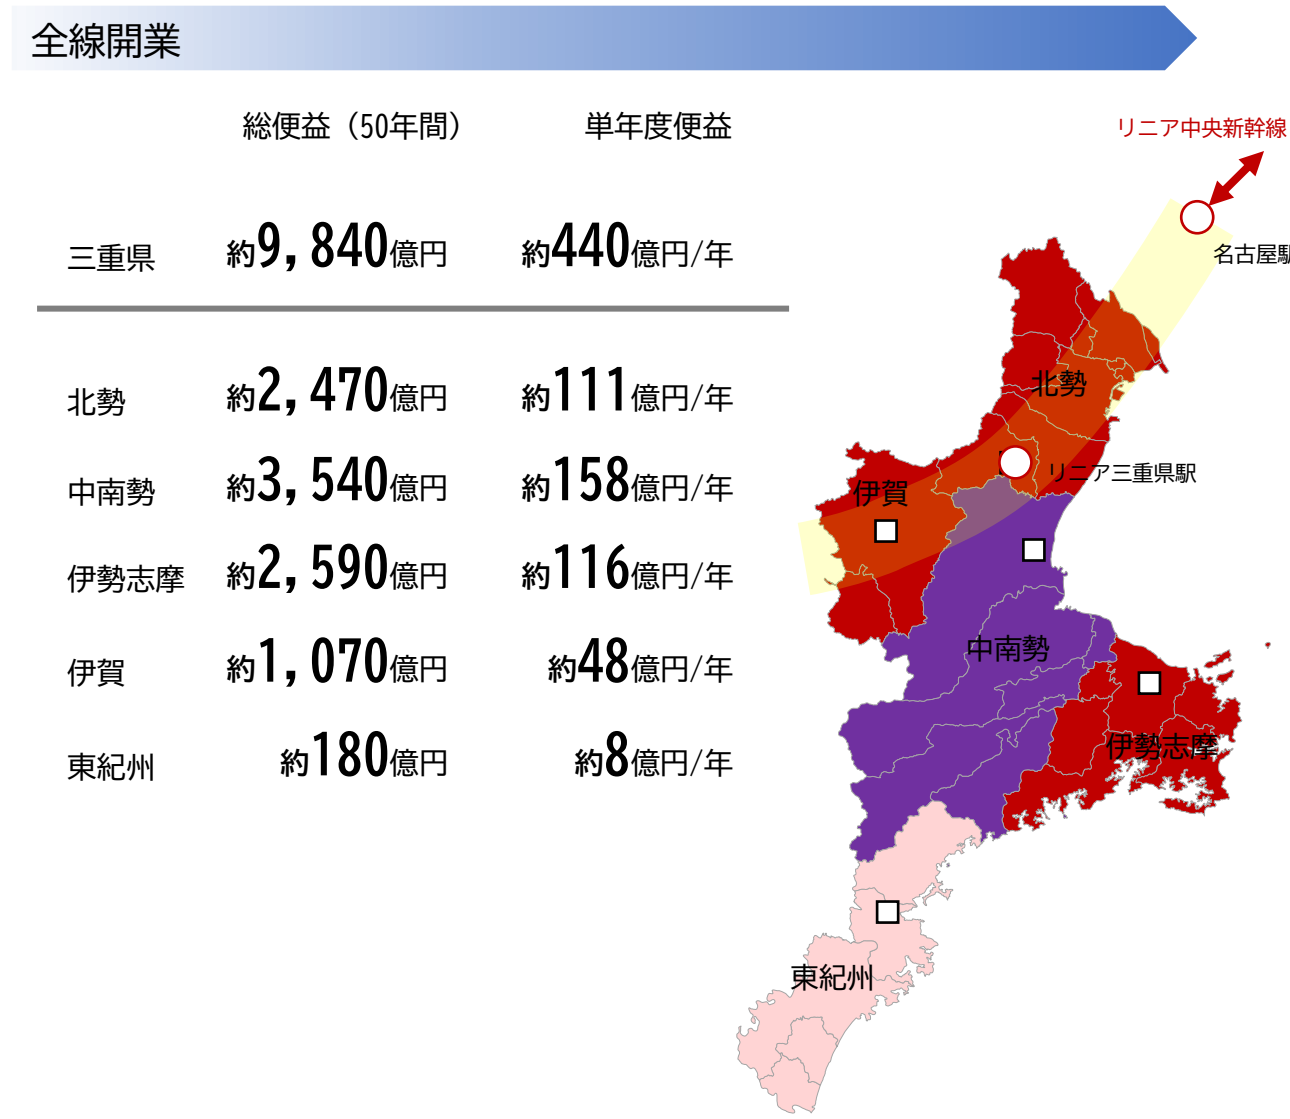 全線開業
総便益（50年間）
単年度便益
三重県 約9,840億円 約440億円/年
北勢 約2,470億円 約111億円/年
中南勢 約3,540億円 約158億円/年
伊勢志摩 約2,590億円 約116億円/年
伊賀 約1,070億円 約48億円/年
東紀州 約180億円 約8億円/年
リニア中央新幹線
名古屋駅
北勢
リニア三重県駅
伊賀
中南勢
伊勢志摩
東紀州